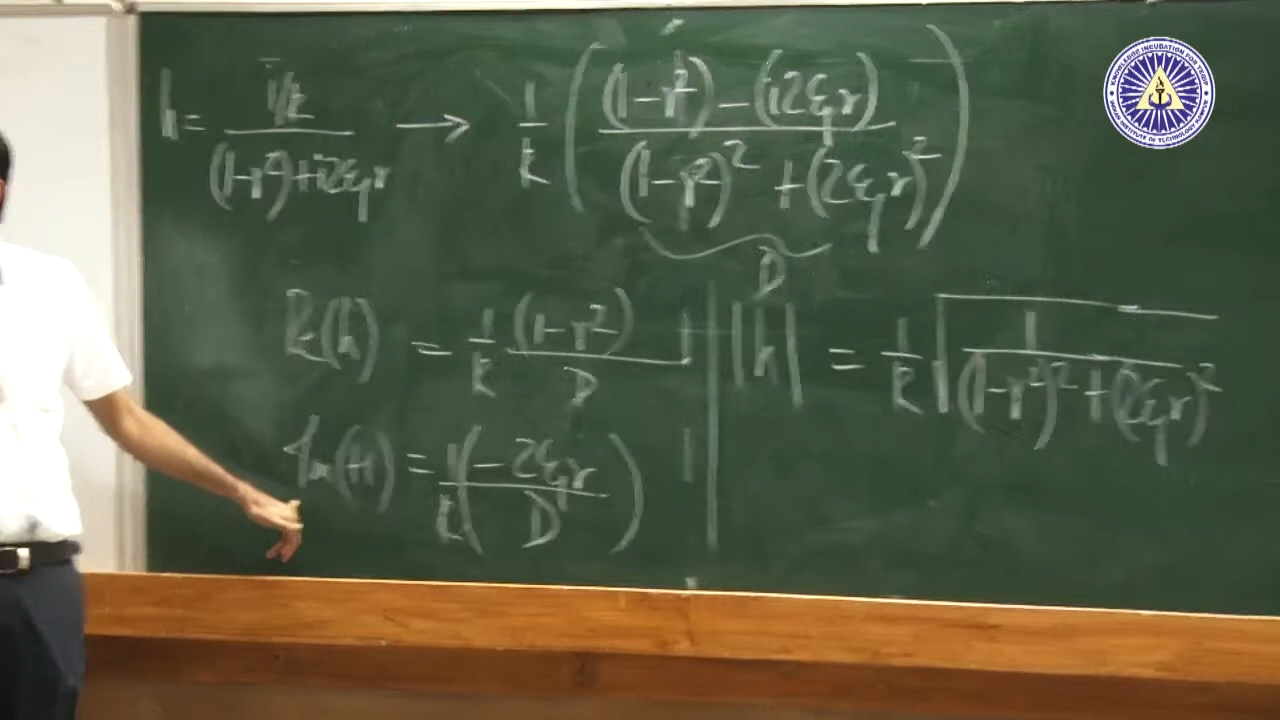 h = 1/k / ((1-r²)+i2ξr) → 1/k ( ((1-r²) - (i2ξr)) / ((1-r²)² + (2ξr)²) )
D
Re(h) = 1/k (1-r²)/D
|h| = 1/k √(1 / ((1-r²)² + (2ξr)²))
Im(H) = 1/k ( -2ξr / D )